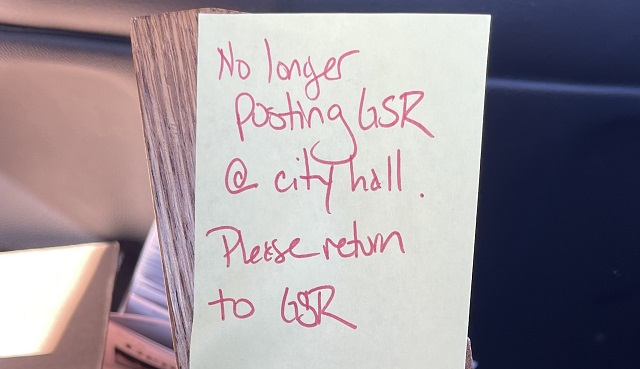 No longer
posting GSR
@ city hall.
Please return
to GSR